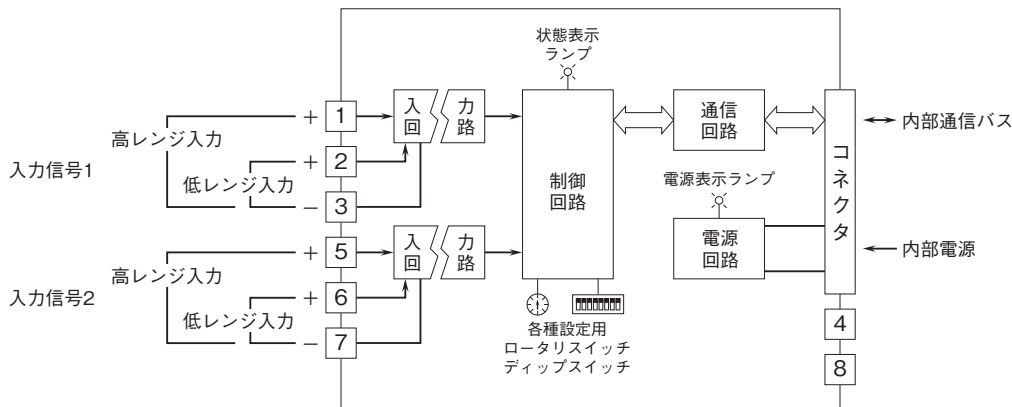 状態表示
ランプ
入力信号1
高レンジ入力
低レンジ入力
+
1
+
2
−
3
入 力
回 路
入力信号2
高レンジ入力
低レンジ入力
+
5
+
6
−
7
入 力
回 路
制御
回路
各種設定用
ロータリスイッチ
ディップスイッチ
通信
回路
電源表示ランプ
電源
回路
コネクタ
内部通信バス
内部電源
4
8